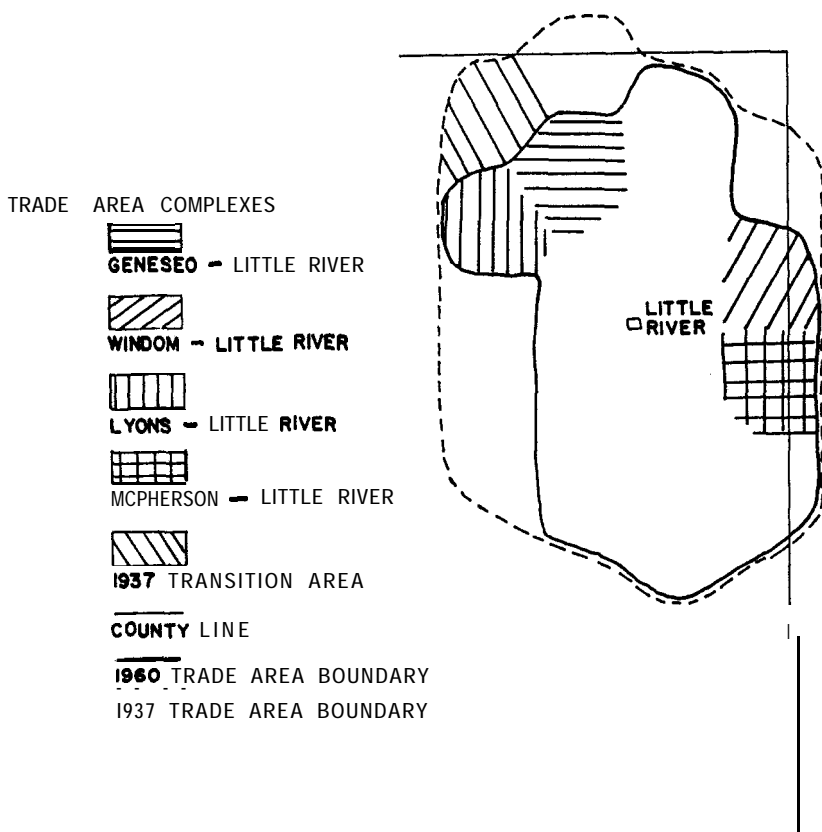 TRADE AREA COMPLEXES
GENESEO - LITTLE RIVER
WINDOM - LITTLE RIVER
LYONS - LITTLE RIVER
MCPHERSON - LITTLE RIVER
1937 TRANSITION AREA
COUNTY LINE
1960 TRADE AREA BOUNDARY
1937 TRADE AREA BOUNDARY
LITTLE
RIVER